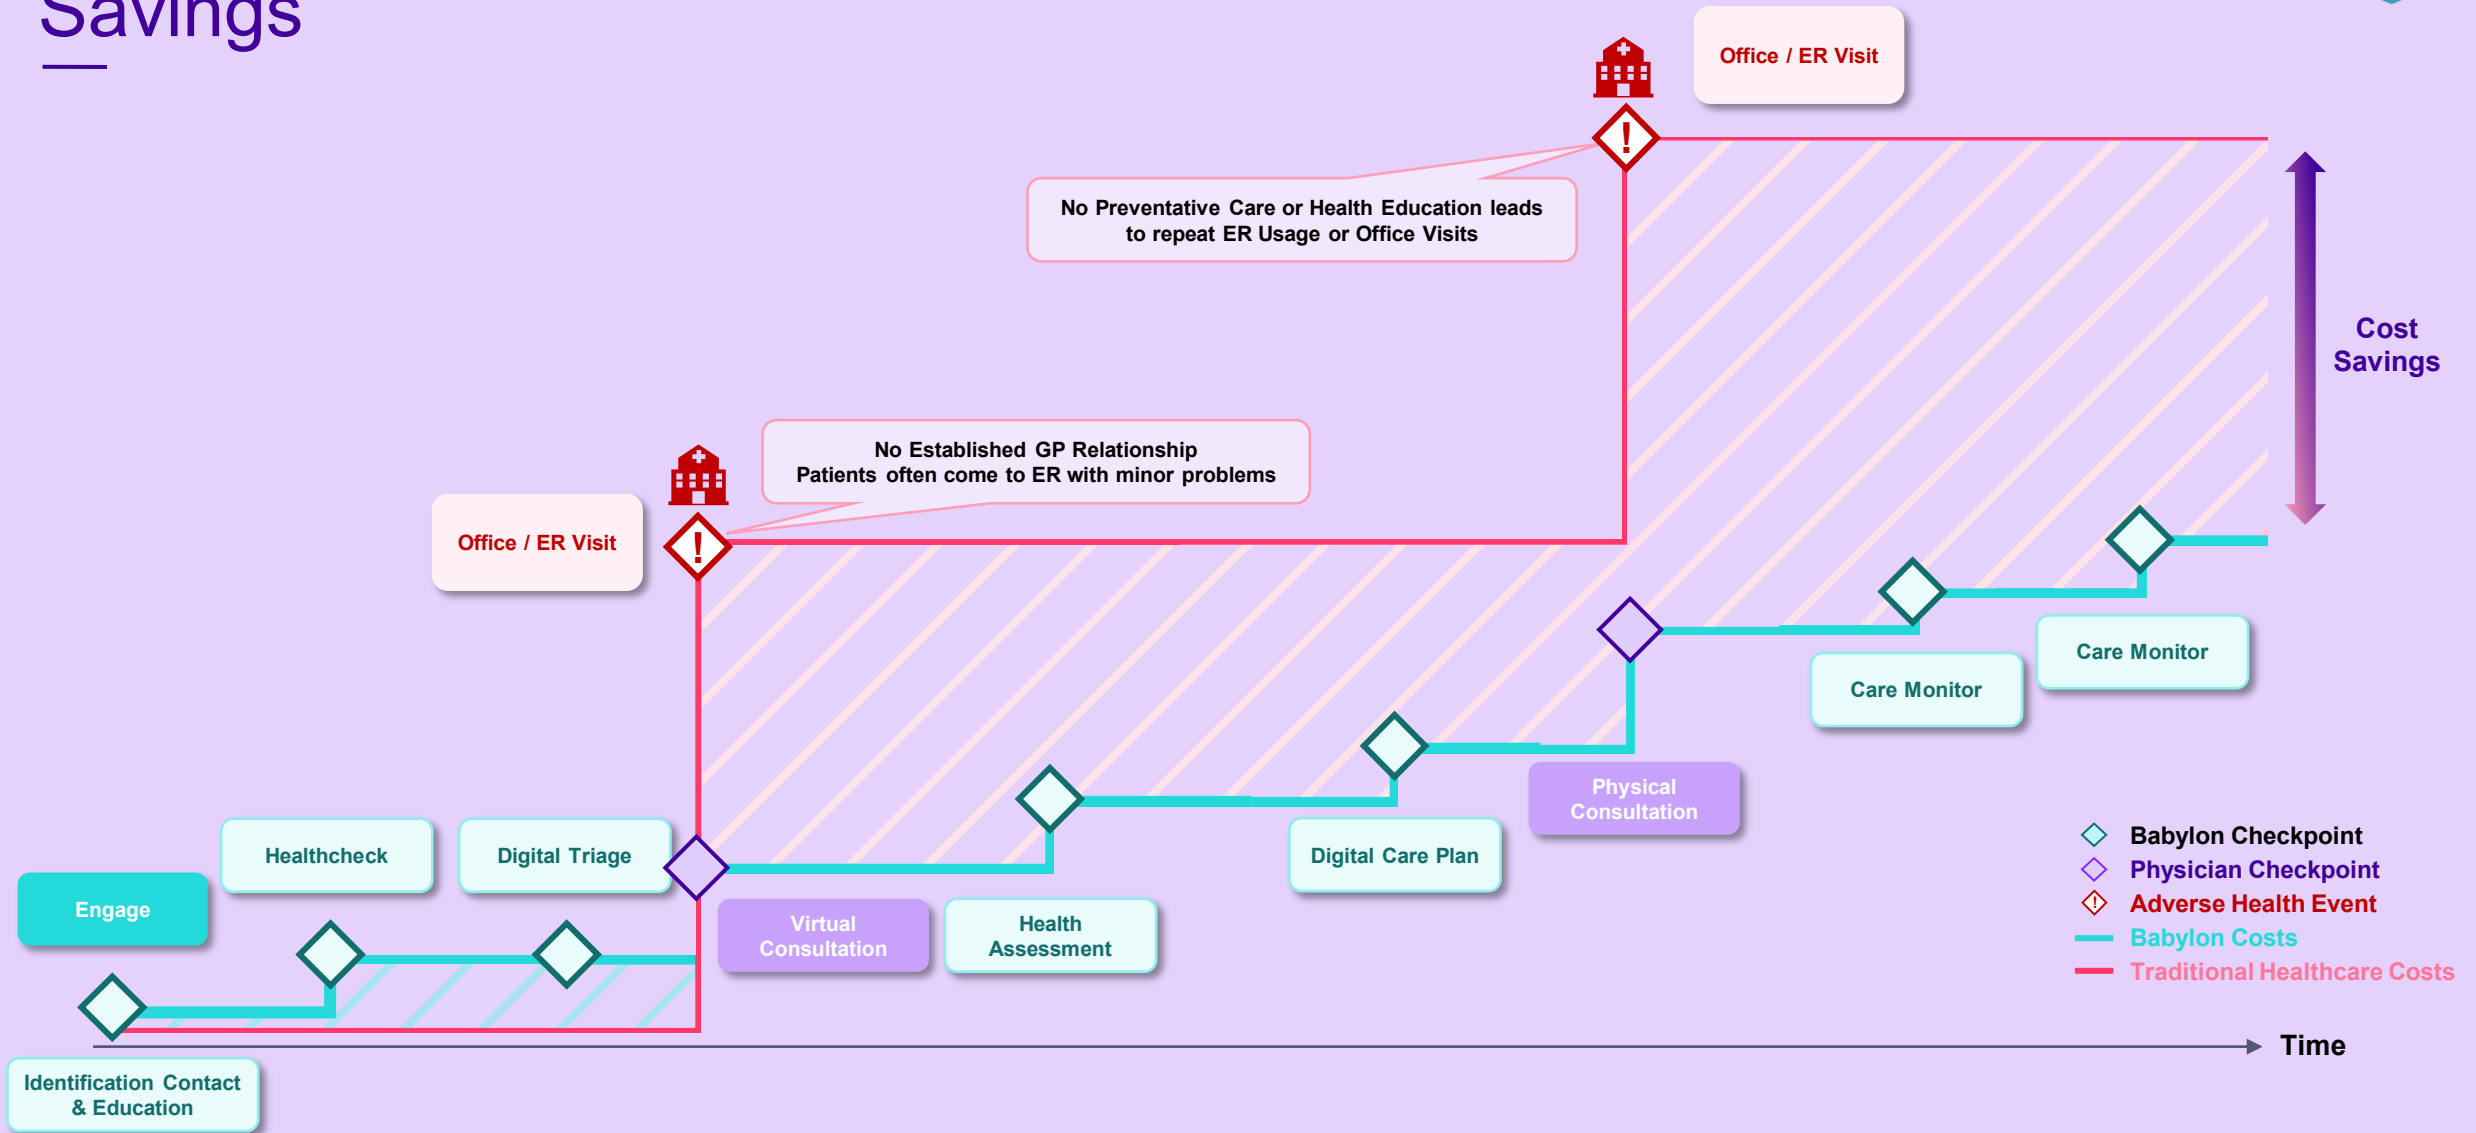 Savings
Office / ER Visit
No Preventative Care or Health Education leads
to repeat ER Usage or Office Visits
Cost
Savings
No Established GP Relationship
Patients often come to ER with minor problems
Office / ER Visit
Care Monitor
Care Monitor
Physical
Consultation
Digital Care Plan
Healthcheck
Digital Triage
Engage
Virtual
Consultation
Health
Assessment
Babylon Checkpoint
Physician Checkpoint
Adverse Health Event
Babylon Costs
Traditional Healthcare Costs
Time
Identification Contact
& Education